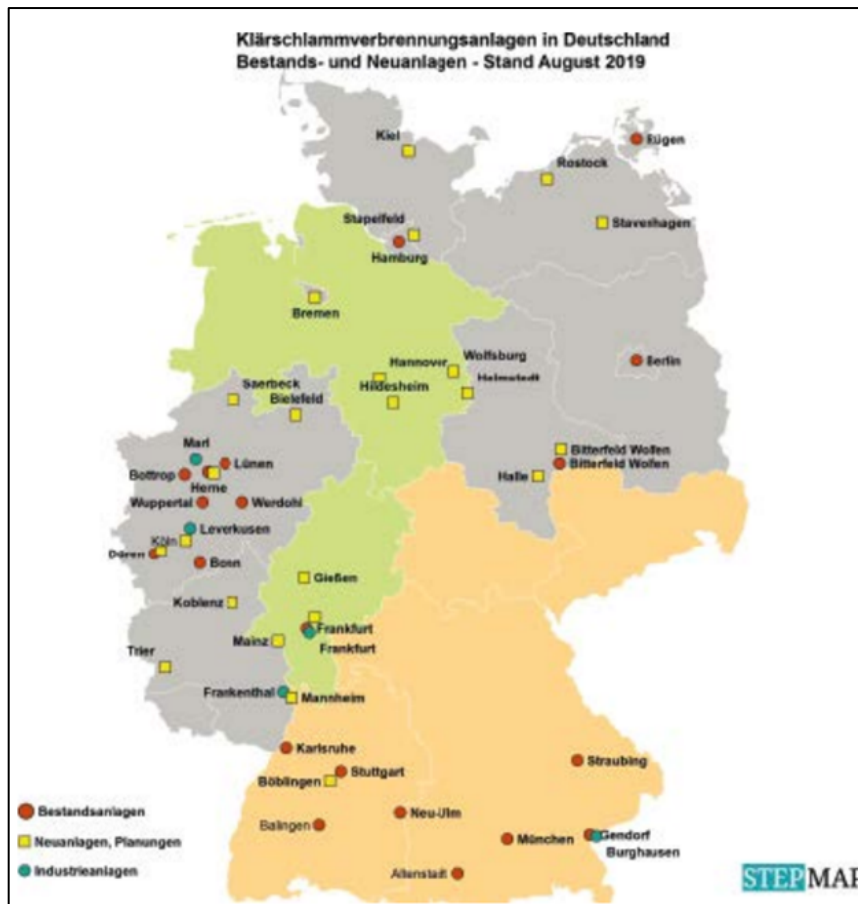 Klärschlammverbrennungsanlagen in Deutschland
Bestands- und Neuanlagen - Stand August 2019
Kiel
Rügen
Rostock
Stapelfeld
Stavenhagen
Hamburg
Bremen
Hannover
Wolfsburg
Helmstedt
Berlin
Hildesheim
Saerbeck
Bielefeld
Marl
Lünen
Bitterfeld Wolfen
Bitterfeld Wolfen
Bottrop
Herne
Halle
Wuppertal
Werdohl
Leverkusen
Köln
Düren
Bonn
Gießen
Koblenz
Frankfurt
Mainz
Frankfurt
Trier
Frankenthal
Mannheim
Karlsruhe
Straubing
Stuttgart
Böblingen
Bestandsanlagen
Neu-Ulm
Balingen
Neuanlagen, Planungen
München
Gendorf
Burghausen
Industrieanlagen
Altenstadt
STEPMAP